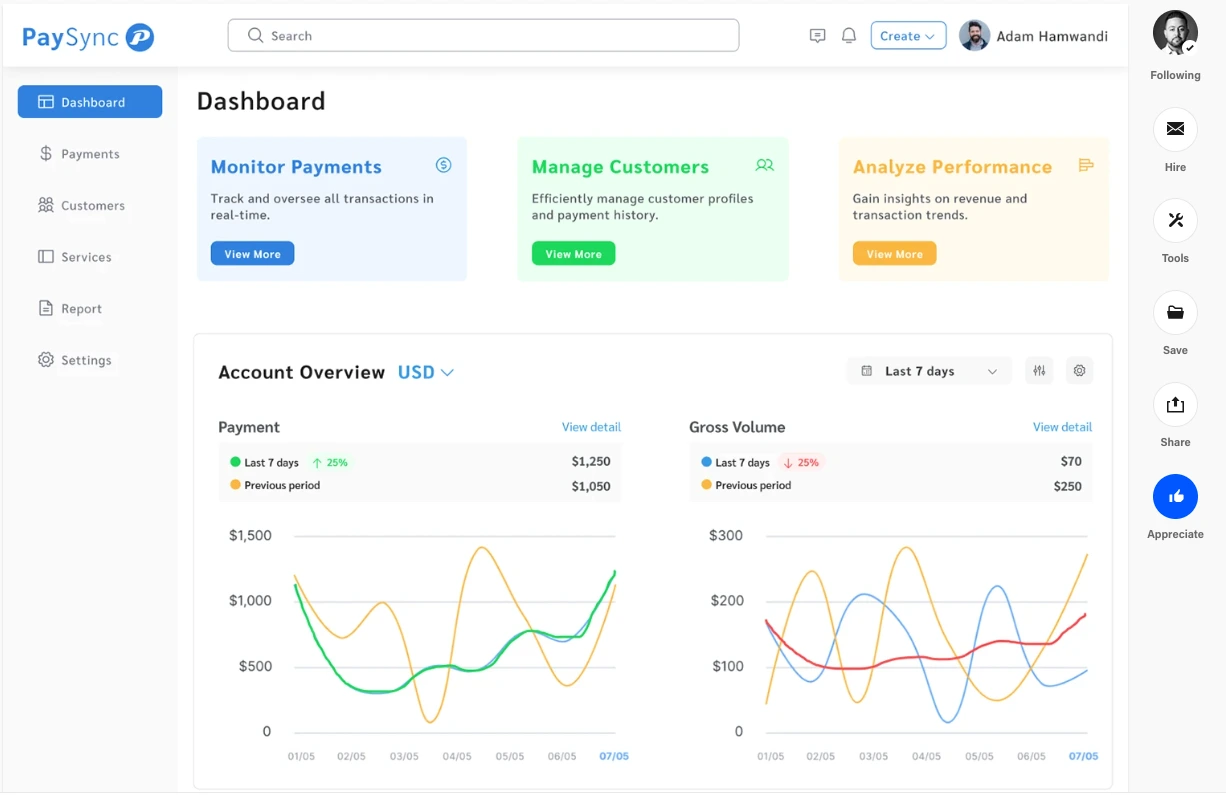 PaySync
Search
Create
Adam Hamwandi
Following
Hire
Tools
Save
Share
Appreciate
Dashboard
Payments
Customers
Services
Report
Settings
Dashboard
Monitor Payments
Track and oversee all transactions in
real-time.
View More
Manage Customers
Efficiently manage customer profiles
and payment history.
View More
Analyze Performance
Gain insights on revenue and
transaction trends.
View More
Account Overview USD
Last 7 days
Payment
View detail
Last 7 days ↑ 25% $1,250
Previous period $1,050
$1,500
$1,000
$500
0
01/05 02/05 03/05 04/05 05/05 06/05 07/05
Gross Volume
View detail
Last 7 days ↓ 25% $70
Previous period $250
$300
$200
$100
0
01/05 02/05 03/05 04/05 05/05 06/05 07/05